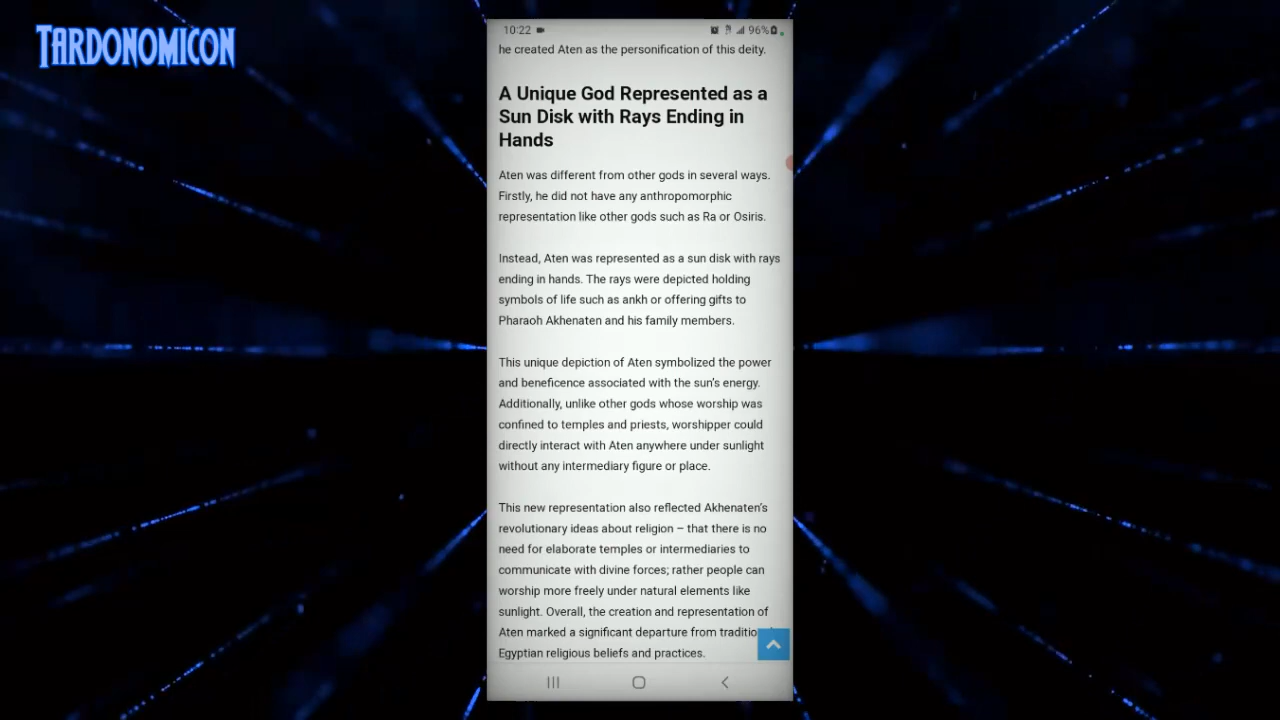 TARDONOMICON
10:22
96%
he created Aten as the personification of this deity.
A Unique God Represented as a
Sun Disk with Rays Ending in
Hands
Aten was different from other gods in several ways.
Firstly, he did not have any anthropomorphic
representation like other gods such as Ra or Osiris.
Instead, Aten was represented as a sun disk with rays
ending in hands. The rays were depicted holding
symbols of life such as ankh or offering gifts to
Pharaoh Akhenaten and his family members.
This unique depiction of Aten symbolized the power
and beneficence associated with the sun's energy.
Additionally, unlike other gods whose worship was
confined to temples and priests, worshipper could
directly interact with Aten anywhere under sunlight
without any intermediary figure or place.
This new representation also reflected Akhenaten's
revolutionary ideas about religion – that there is no
need for elaborate temples or intermediaries to
communicate with divine forces; rather people can
worship more freely under natural elements like
sunlight. Overall, the creation and representation of
Aten marked a significant departure from
Egyptian religious beliefs and practices.